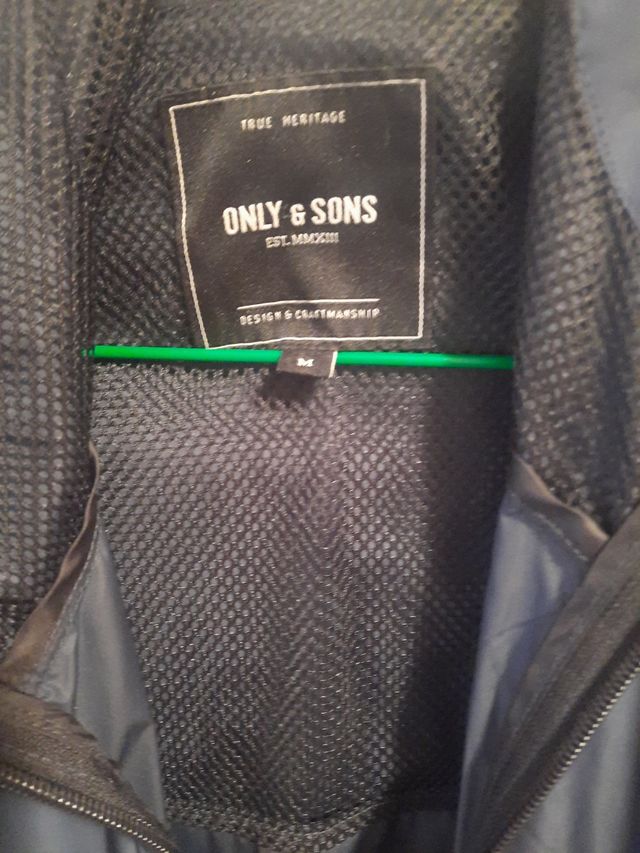 TRUE HERITAGE
ONLY & SONS
EST. MMXIII
DESIGN & CRAFTMANSHIP
M